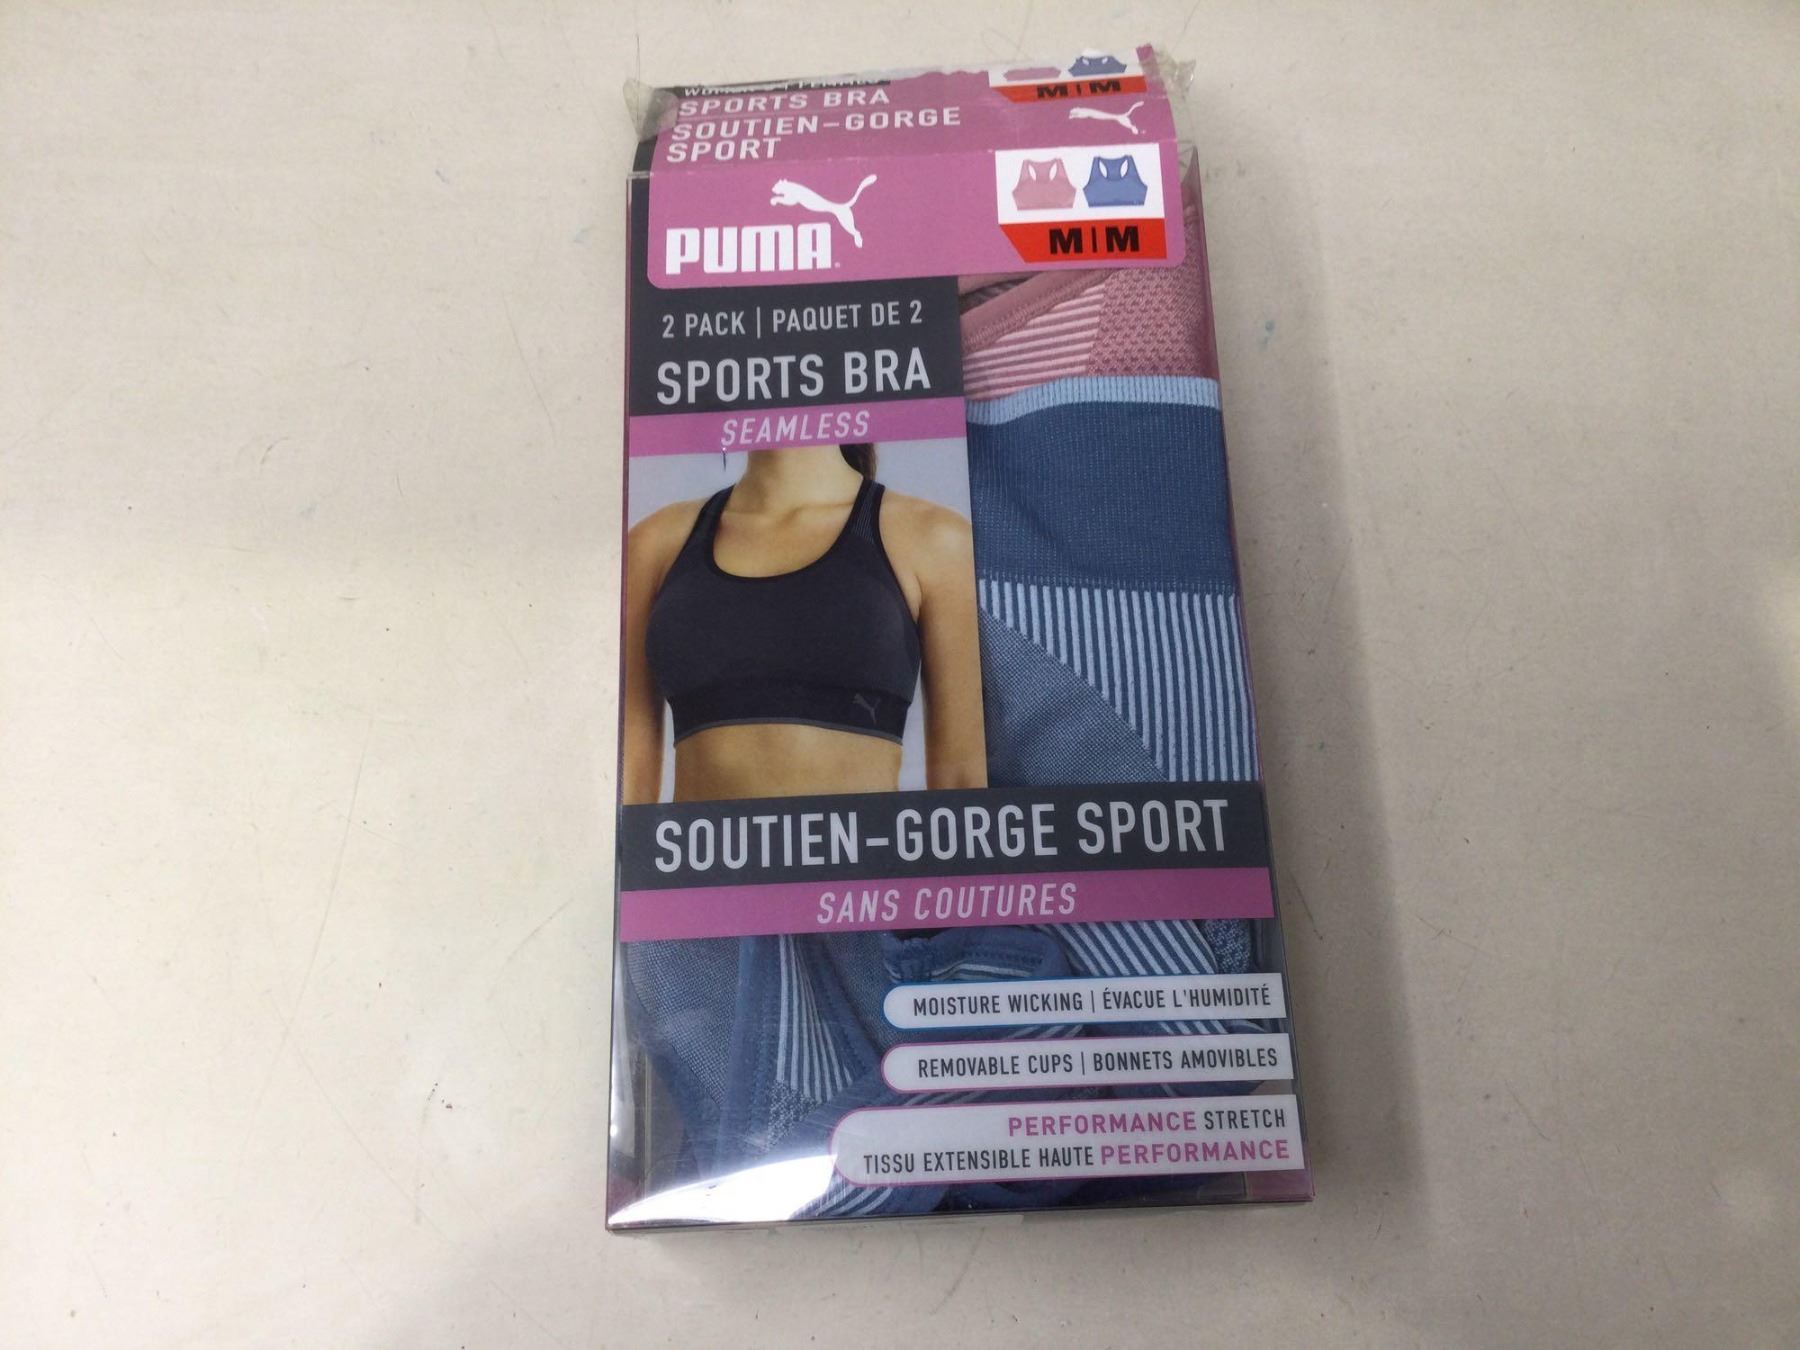 SPORTS BRA
SOUTIEN-GORGE
SPORT
M|M
PUMA
M|M
2 PACK | PAQUET DE 2
SPORTS BRA
SEAMLESS
SOUTIEN-GORGE SPORT
SANS COUTURES
MOISTURE WICKING | ÉVACUE L'HUMIDITÉ
REMOVABLE CUPS | BONNETS AMOVIBLES
PERFORMANCE STRETCH
TISSU EXTENSIBLE HAUTE PERFORMANCE